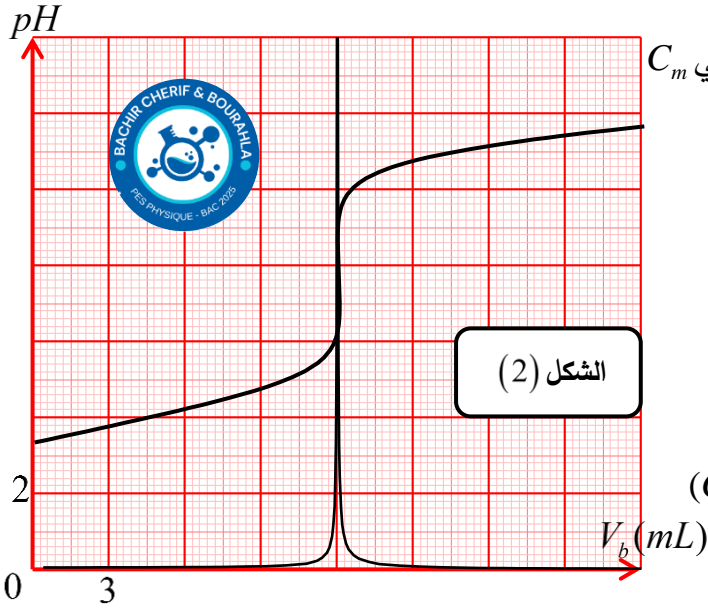 pH
C_m ي
BACHIR CHERIF & BOURAHLA
PES PHYSIQUE - BAC 2025
الشكل (2)
2
(C
V_b (mL)
0
3